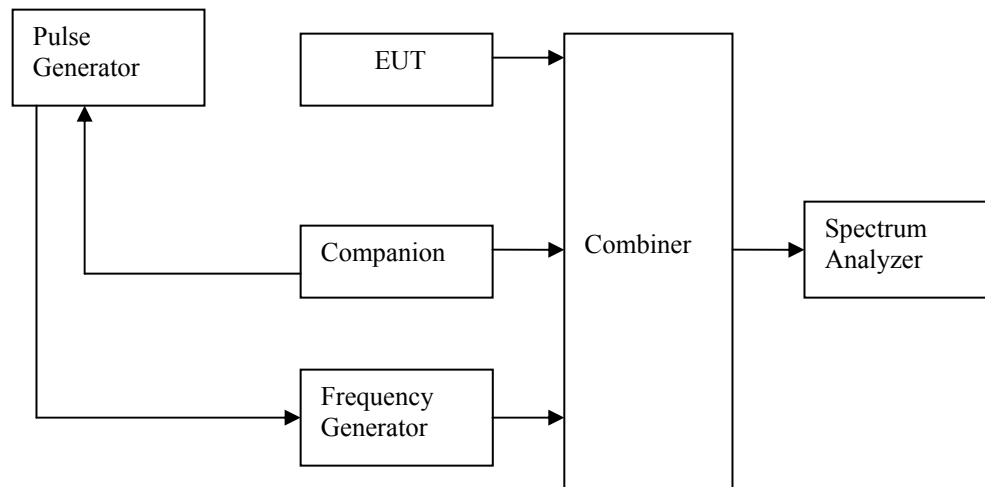 Pulse
Generator
EUT
Companion
Combiner
Spectrum
Analyzer
Frequency
Generator